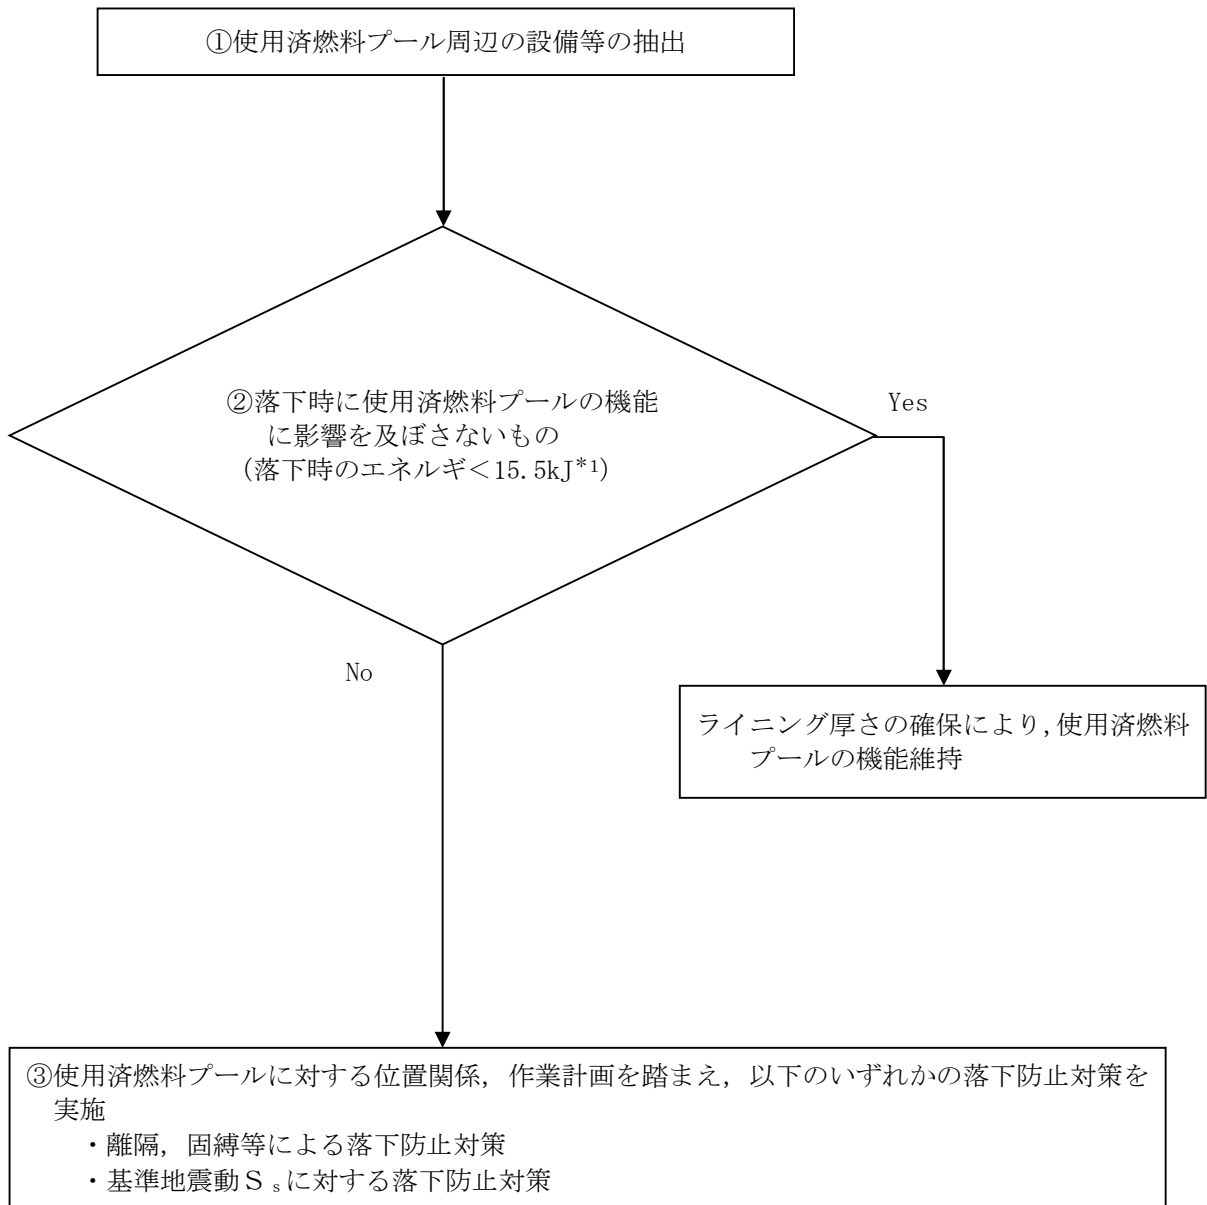 ①使用済燃料プール周辺の設備等の抽出
②落下時に使用済燃料プールの機能
に影響を及ぼさないもの
(落下時のエネルギ＜15.5kJ*1)
Yes
No
ライニング厚さの確保により,使用済燃料
プールの機能維持
③使用済燃料プールに対する位置関係，作業計画を踏まえ，以下のいずれかの落下防止対策を
実施
・離隔，固縛等による落下防止対策
・基準地震動Ｓｓに対する落下防止対策